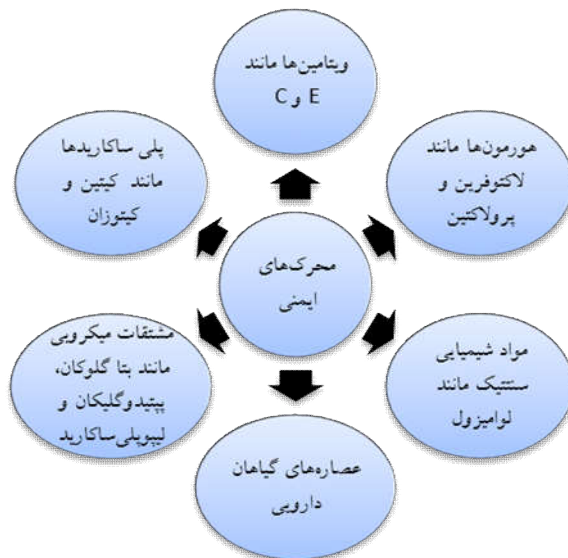 ویتامین‌ها مانند
C و E
هورمون‌ها مانند
لاکتوفرین و
پرولاکتین
پلی ساکاریدها
مانند کیتین و
کیتوزان
محرک‌های
ایمنی
مواد شیمیایی
سنتتیک مانند
لوامیزول
مشتقات میکروبی
مانند بتا گلوکان،
پپتیدوگلیکان و
لیپوپلی‌ساکارید
عصاره‌های گیاهان
دارویی